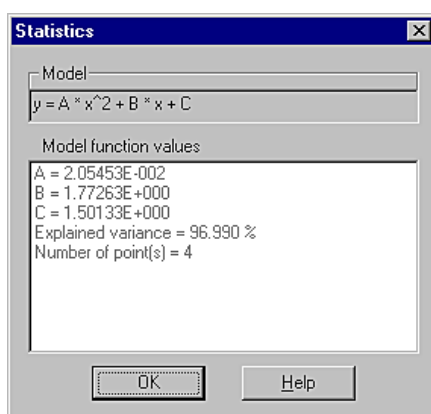 Statistics
Model
y = A * x^2 + B * x + C
Model function values
A = 2.05453E-002
B = 1.77263E+000
C = 1.50133E+000
Explained variance = 96.990 %
Number of point(s) = 4
OK
Help